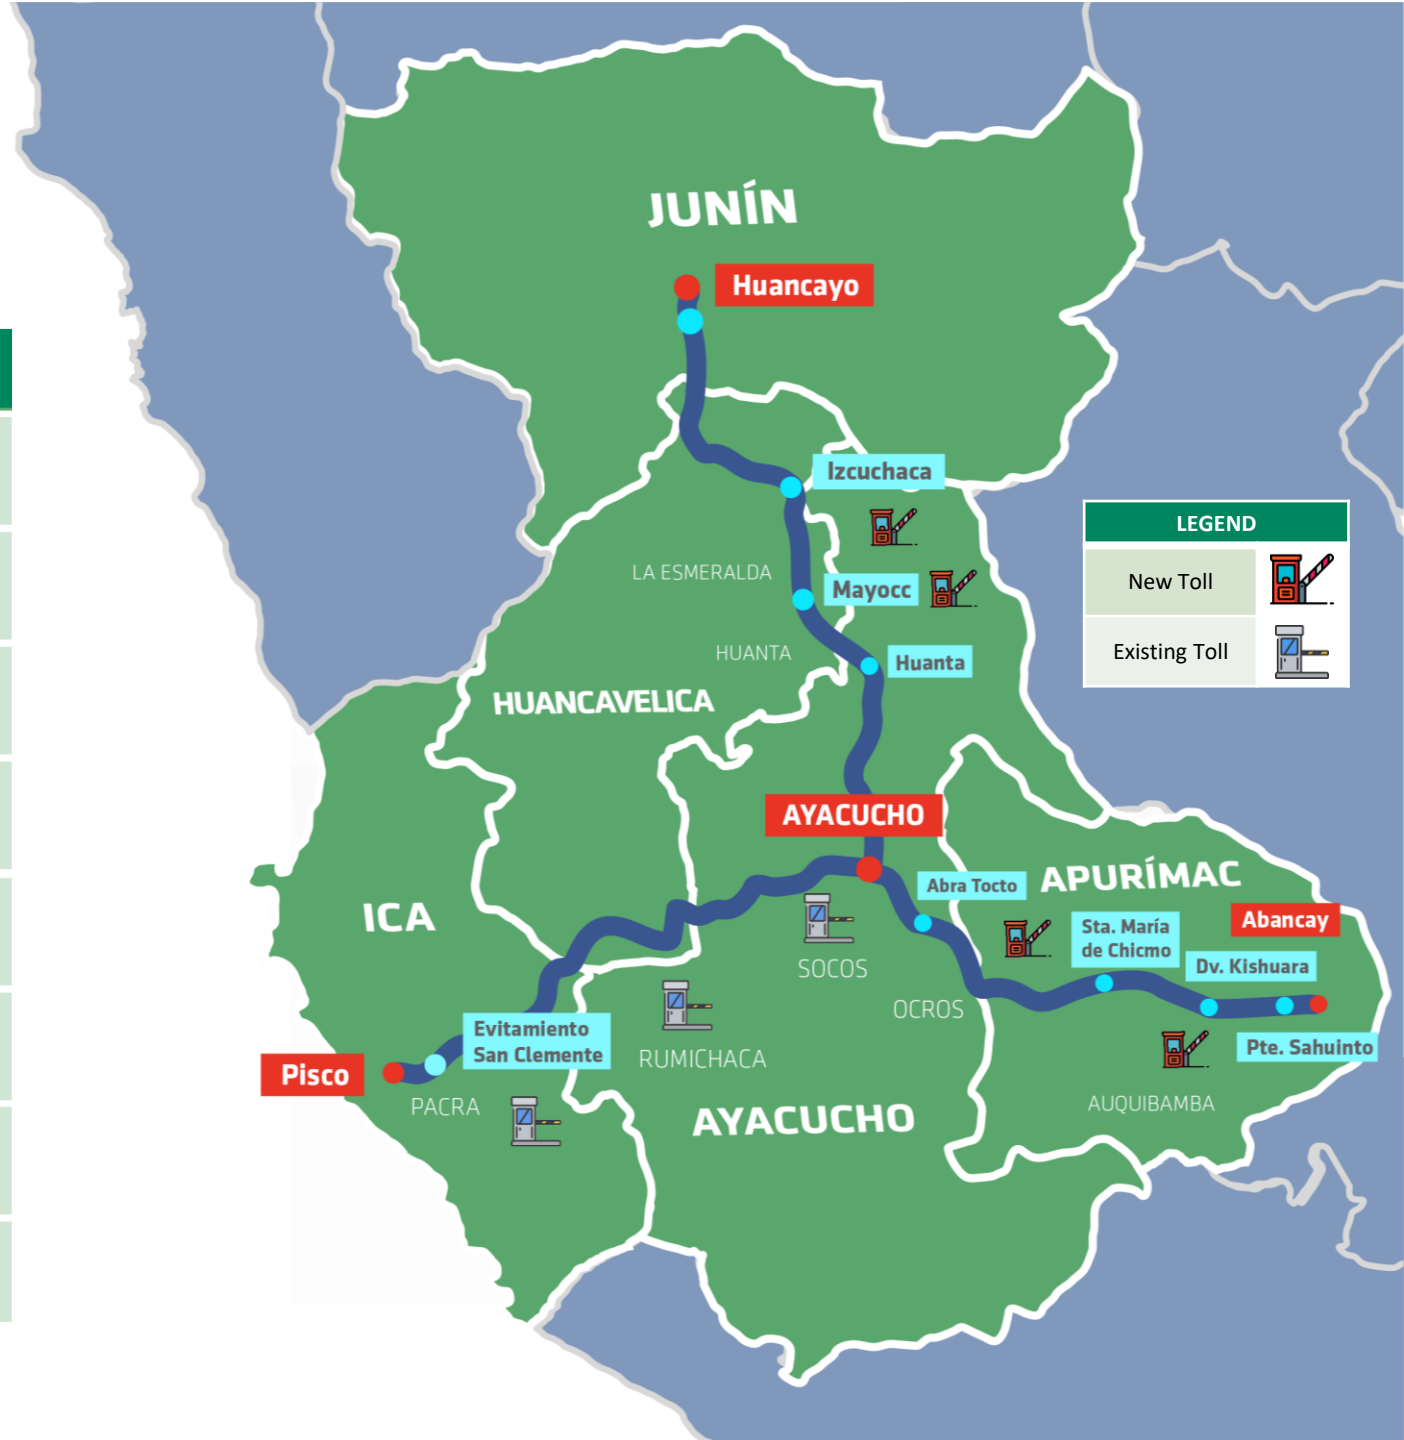 JUNÍN
Huancayo
Izcuchaca
LEGEND
New Toll
Existing Toll
LA ESMERALDA
Mayocc
HUANTA
Huanta
HUANCAVELICA
AYACUCHO
APURÍMAC
Abra Tocto
ICA
Abancay
Sta. María
de Chicmo
Dv. Kishuara
SOCOS
OCROS
Evitamiento
San Clemente
RUMICHACA
Pte. Sahuinto
Pisco
PACRA
AYACUCHO
AUQUIBAMBA